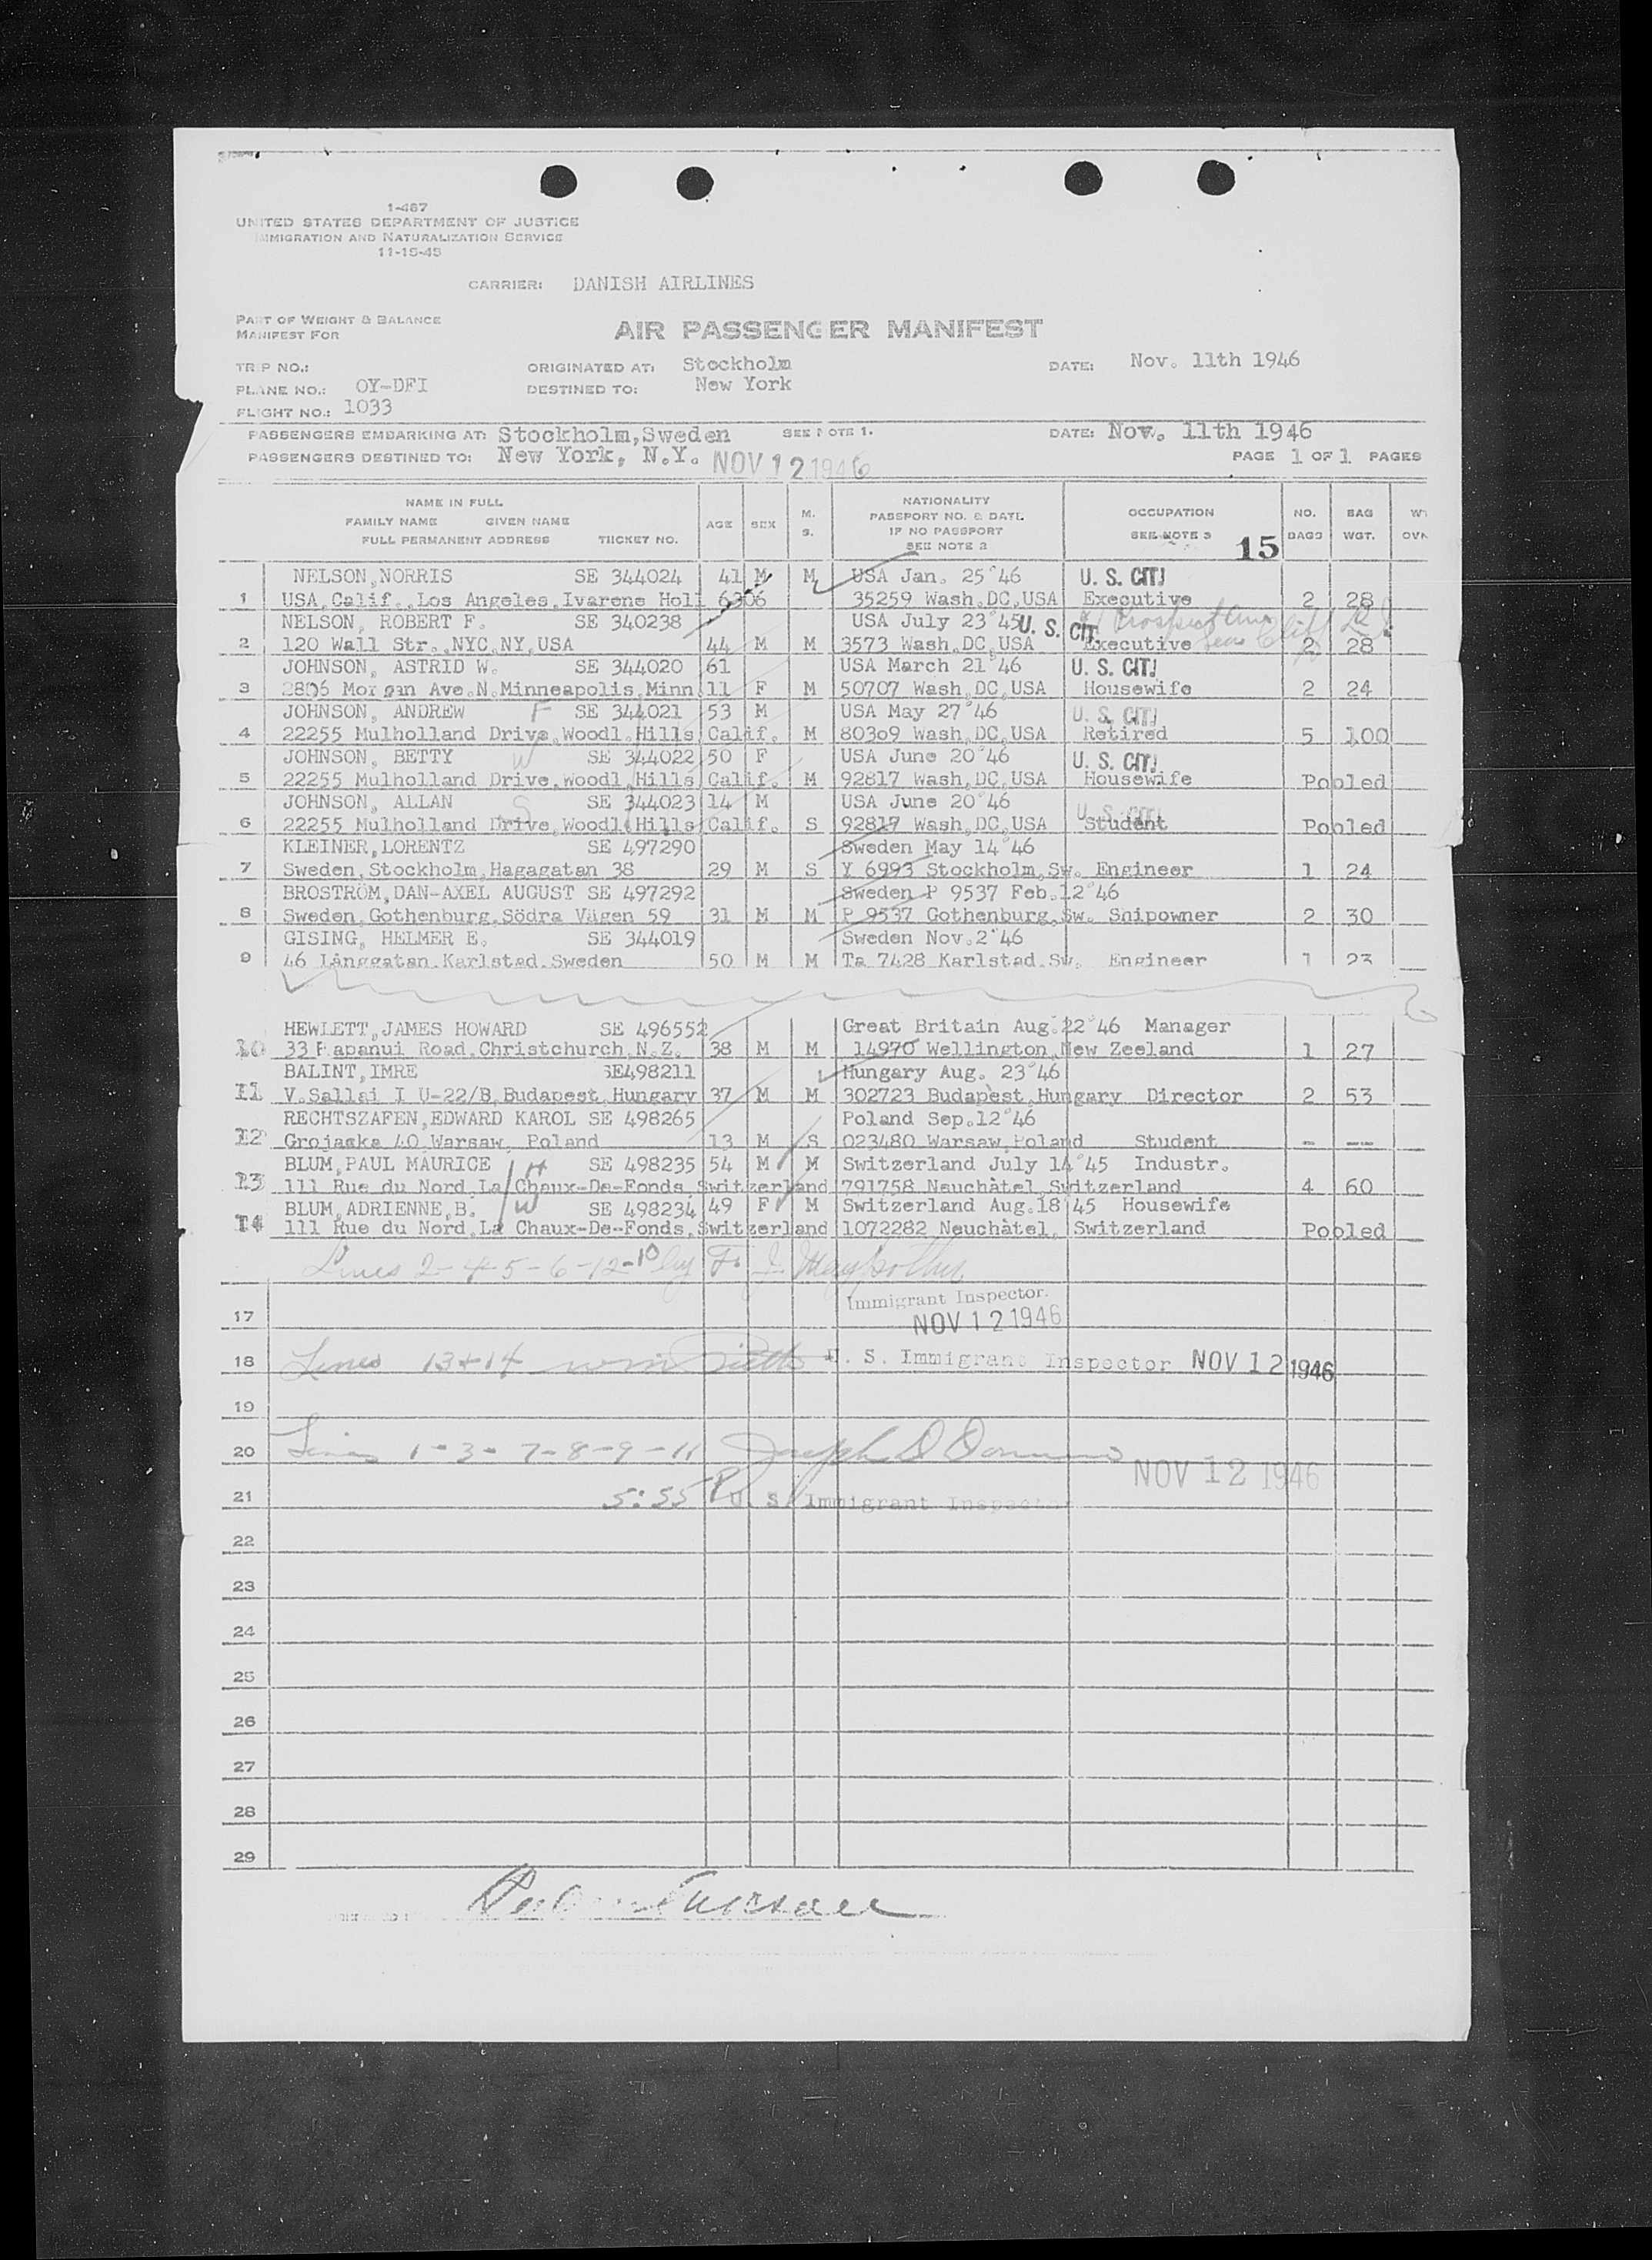 1-467
UNITED STATES DEPARTMENT OF JUSTICE
IMMIGRATION AND NATURALIZATION SERVICE
11-15-45
CARRIER: DANISH AIRLINES
PART OF WEIGHT & BALANCE
MANIFEST FOR
AIR PASSENGER MANIFEST
TRIP NO.: ORIGINATED AT: Stockholm DATE: Nov. 11th 1946
PLANE NO.: OY-DFI DESTINED TO: New York
FLIGHT NO.: 1033
PASSENGERS EMBARKING AT: Stockholm, Sweden SEE NOTE 1. DATE: Nov. 11th 1946
PASSENGERS DESTINED TO: New York, N.Y. NOV 12 1946 PAGE 1 OF 1 PAGES
NAME IN FULL
FAMILY NAME GIVEN NAME
FULL PERMANENT ADDRESS TIICKET NO. AGE SEX M. S. NATIONALITY PASSPORT NO. & DATE IF NO PASSPORT SEE NOTE 2 OCCUPATION SEE NOTE 3 15 NO. BAGS BAG WGT.
NELSON, NORRIS SE 344024 41 M M USA Jan. 25°46 U. S. CIT.
1 USA, Calif., Los Angeles, Ivarene Holl 6306 35259 Wash, DC, USA Executive 2 28
NELSON, ROBERT F. SE 340238 USA July 23°45 U. S. CIT Prospect Ave
2 120 Wall Str., NYC, NY, USA 44 M M 3573 Wash, DC, USA Executive Sea Cliff 2 28
JOHNSON, ASTRID W. SE 344020 61 USA March 21°46 U. S. CIT.
3 2806 Morgan Ave. N. Minneapolis, Minn 11 F M 50707 Wash, DC, USA Housewife 2 24
JOHNSON, ANDREW F SE 344021 53 M USA May 27°46 U. S. CIT.
4 22255 Mulholland Drive, Woodl. Hills Calif. M 80309 Wash, DC, USA Retired 5 100
JOHNSON, BETTY W SE 344022 50 F USA June 20°46 U. S. CIT.
5 22255 Mulholland Drive, Woodl. Hills Calif. M 92817 Wash, DC, USA Housewife Pooled
JOHNSON, ALLAN S SE 344023 14 M USA June 20°46 U. S. CIT.
6 22255 Mulholland Drive, Woodl. Hills Calif. S 92817 Wash, DC, USA Student Pooled
KLEINER, LORENTZ SE 497290 Sweden May 14°46
7 Sweden, Stockholm, Hagagatan 38 29 M S Y 6993 Stockholm, Sw. Engineer 1 24
BROSTRÖM, DAN-AXEL AUGUST SE 497292 Sweden P 9537 Feb. 12°46
8 Sweden, Gothenburg, Södra Vägen 59 31 M M P 9537 Gothenburg, Sw. Snipowner 2 30
GISING, HELMER E. SE 344019 Sweden Nov. 2°46
9 46 Långgatan, Karlstad, Sweden 50 M M Ta 7428 Karlstad, Sw. Engineer 1 23
HEWLETT, JAMES HOWARD SE 496552 Great Britain Aug. 22°46 Manager
10 33 Rapanui Road, Christchurch, N.Z. 38 M M 14970 Wellington, New Zeeland 1 27
BALINT, IMRE SE498211 Hungary Aug. 23°46
11 V. Sallai I U-22/B, Budapest, Hungary 37 M M 302723 Budapest, Hungary Director 2 53
RECHTSZAFEN, EDWARD KAROL SE 498265 Poland Sep. 12°46
12 Grojaska 40 Warsaw, Poland 13 M S 023480 Warsaw, Poland Student - --
BLUM, PAUL MAURICE H SE 498235 54 M M Switzerland July 14°45 Industr.
13 111 Rue du Nord, La Chaux-De-Fonds, Switzerland 791758 Neuchàtel, Switzerland 4 60
BLUM, ADRIENNE, B. W SE 498234 49 F M Switzerland Aug. 18°45 Housewife
14 111 Rue du Nord, La Chaux-De-Fonds, Switzerland 1072282 Neuchàtel, Switzerland Pooled
Lines 2-4-5-6-12-10 by F. J.
Immigrant Inspector.
17 NOV 12 1946
18 Lines 13+14 U. S. Immigrant Inspector NOV 12 1946
19
20 Lines 1-3-7-8-9-11 Joseph D NOV 12 1946
21 5:55 P U. S. Immigrant Inspector
22
23
24
25
26
27
28
29